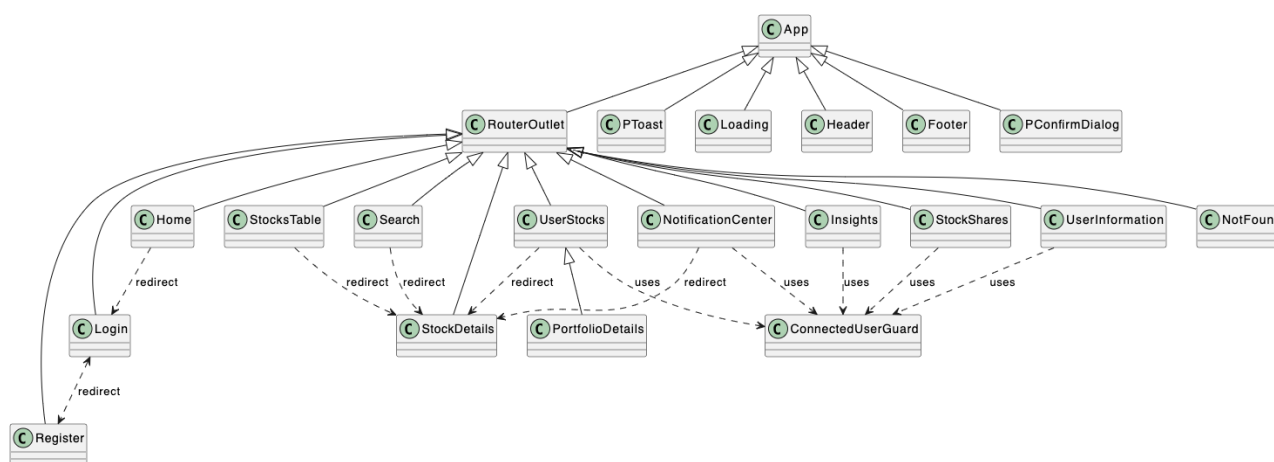 C App
C RouterOutlet
C PToast
C Loading
C Header
C Footer
C PConfirmDialog
C Home
C StocksTable
C Search
C UserStocks
C NotificationCenter
C Insights
C StockShares
C UserInformation
C NotFoun
redirect
redirect
redirect
redirect
uses
redirect
uses
uses
uses
uses
C Login
C StockDetails
C PortfolioDetails
C ConnectedUserGuard
redirect
C Register